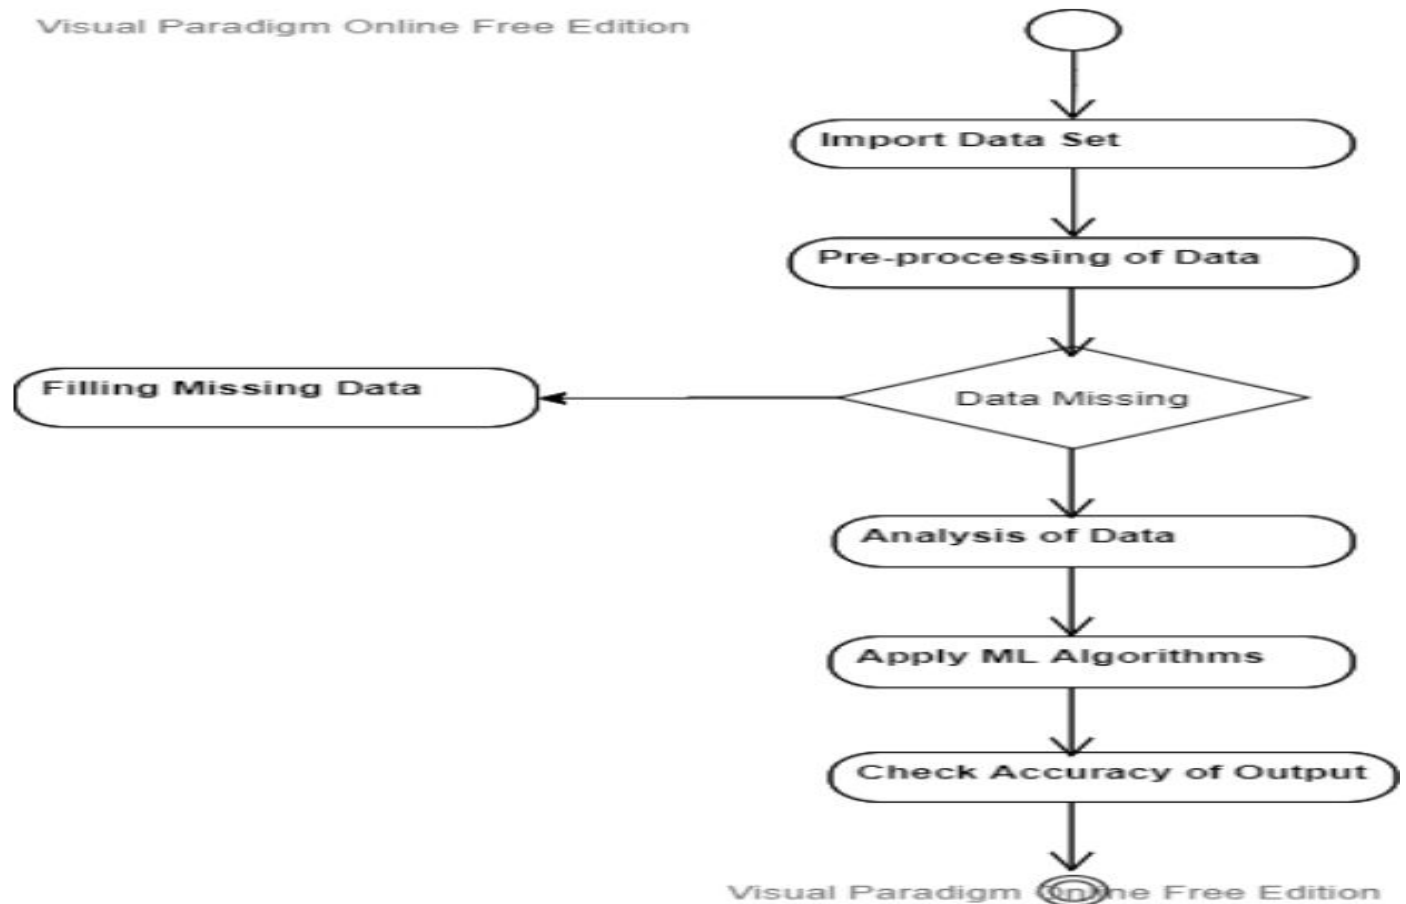 Visual Paradigm Online Free Edition
Import Data Set
Pre-processing of Data
Filling Missing Data
Data Missing
Analysis of Data
Apply ML Algorithms
Check Accuracy of Output
Visual Paradigm Online Free Edition